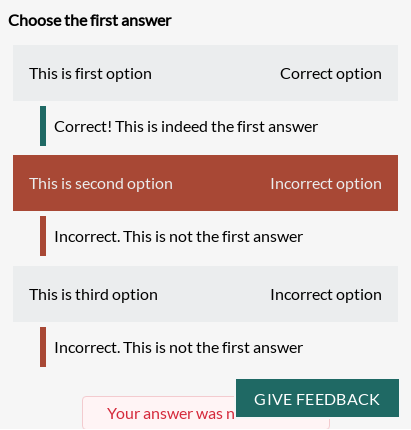 Choose the first answer
This is first option Correct option
Correct! This is indeed the first answer
This is second option Incorrect option
Incorrect. This is not the first answer
This is third option Incorrect option
Incorrect. This is not the first answer
Your answer was
GIVE FEEDBACK